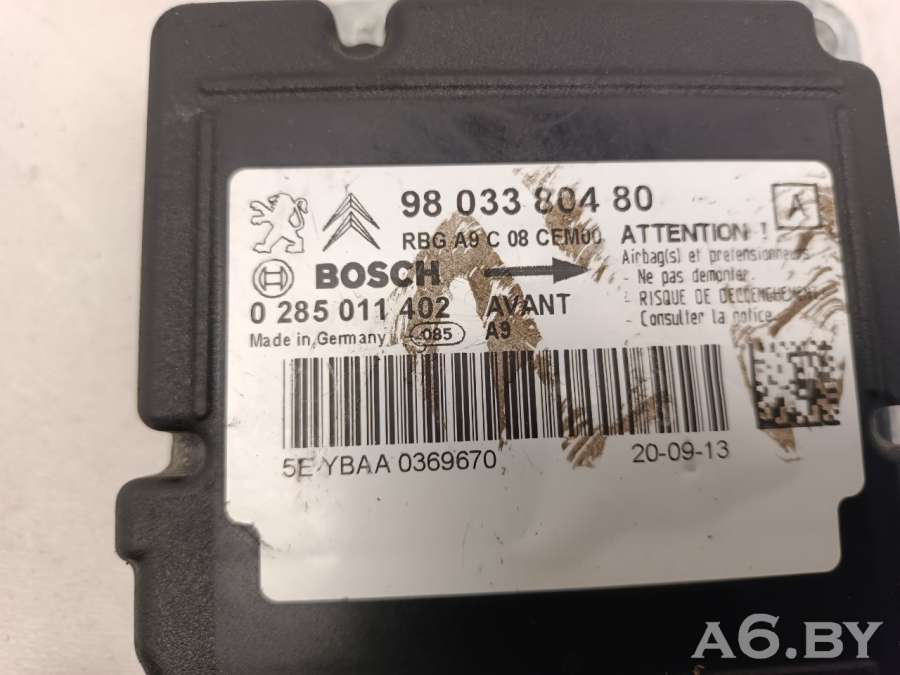 98 033 804 80
A
RBG A9 C 08 CEM00
ATTENTION !
Airbag(s) et pretensionneurs
- Ne pas demonter.
BOSCH
- RISQUE DE DECLENCHEMENT.
0 285 011 402
AVANT
- Consulter la notice.
Made in Germany
085
A9
5E YBAA 0369670
20-09-13
A6.BY